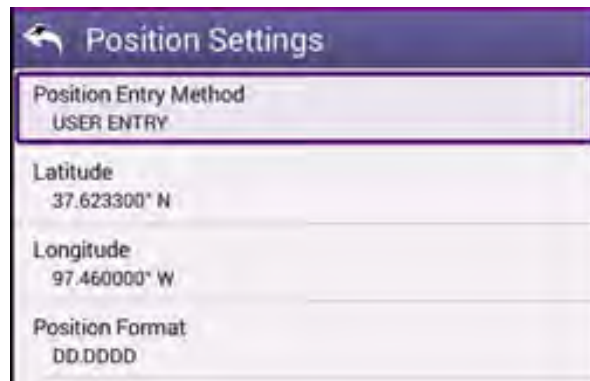 Position Settings
Position Entry Method
USER ENTRY
Latitude
37.623300° N
Longitude
97.460000° W
Position Format
DD.DDDD